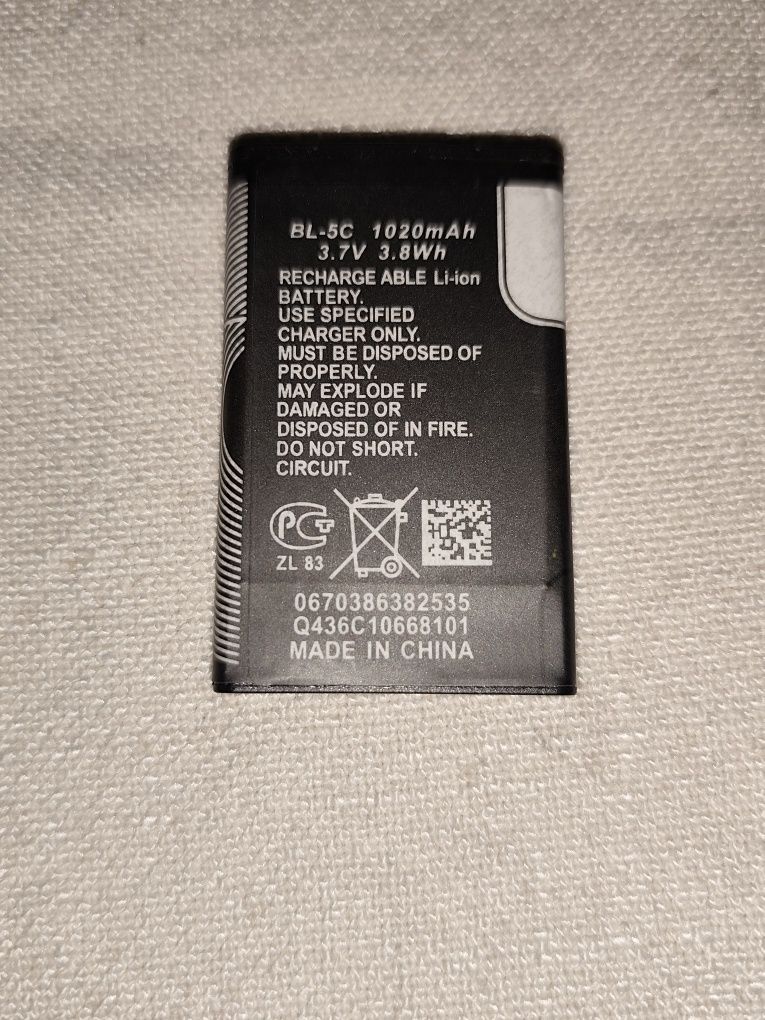 BL-5C 1020mAh
3.7V 3.8Wh
RECHARGE ABLE Li-ion
BATTERY.
USE SPECIFIED
CHARGER ONLY.
MUST BE DISPOSED OF
PROPERLY.
MAY EXPLODE IF
DAMAGED OR
DISPOSED OF IN FIRE.
DO NOT SHORT.
CIRCUIT.
РСТ
ZL 83
0670386382535
Q436C10668101
MADE IN CHINA